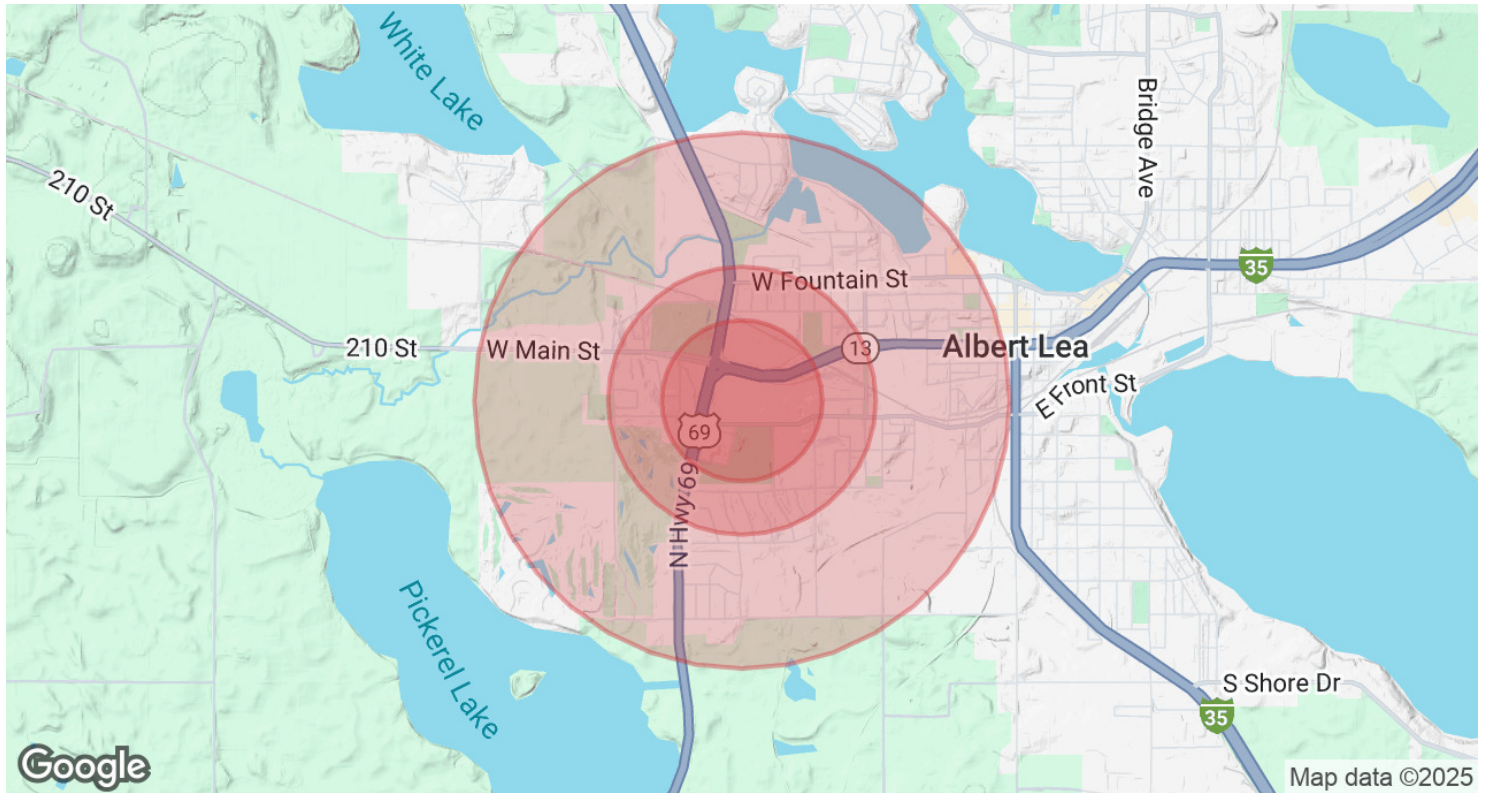 White Lake
Bridge Ave
210 St
W Fountain St
35
210 St
W Main St
13
Albert Lea
E Front St
69
N Hwy 69
Pickerel Lake
S Shore Dr
35
Google
Map data ©2025